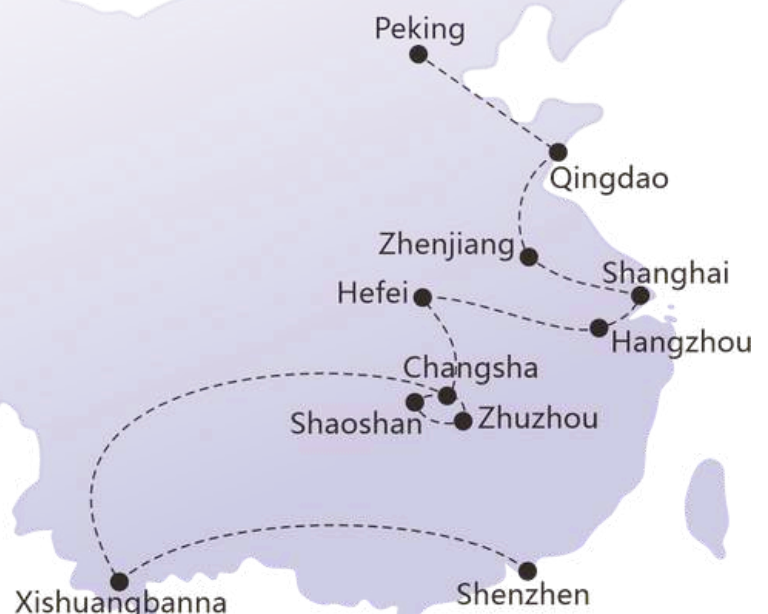 Peking
Qingdao
Zhenjiang
Shanghai
Hefei
Hangzhou
Changsha
Shaoshan
Zhuzhou
Xishuangbanna
Shenzhen